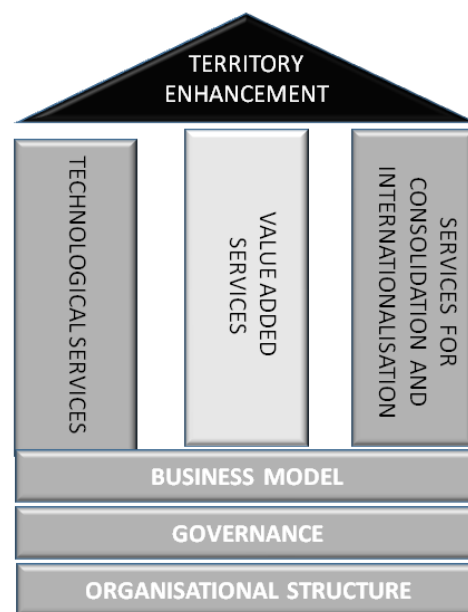 TERRITORY
ENHANCEMENT
TECHNOLOGICAL SERVICES
VALUE ADDED
SERVICES
SERVICES FOR
CONSOLIDATION AND
INTERNATIONALISATION
BUSINESS MODEL
GOVERNANCE
ORGANISATIONAL STRUCTURE